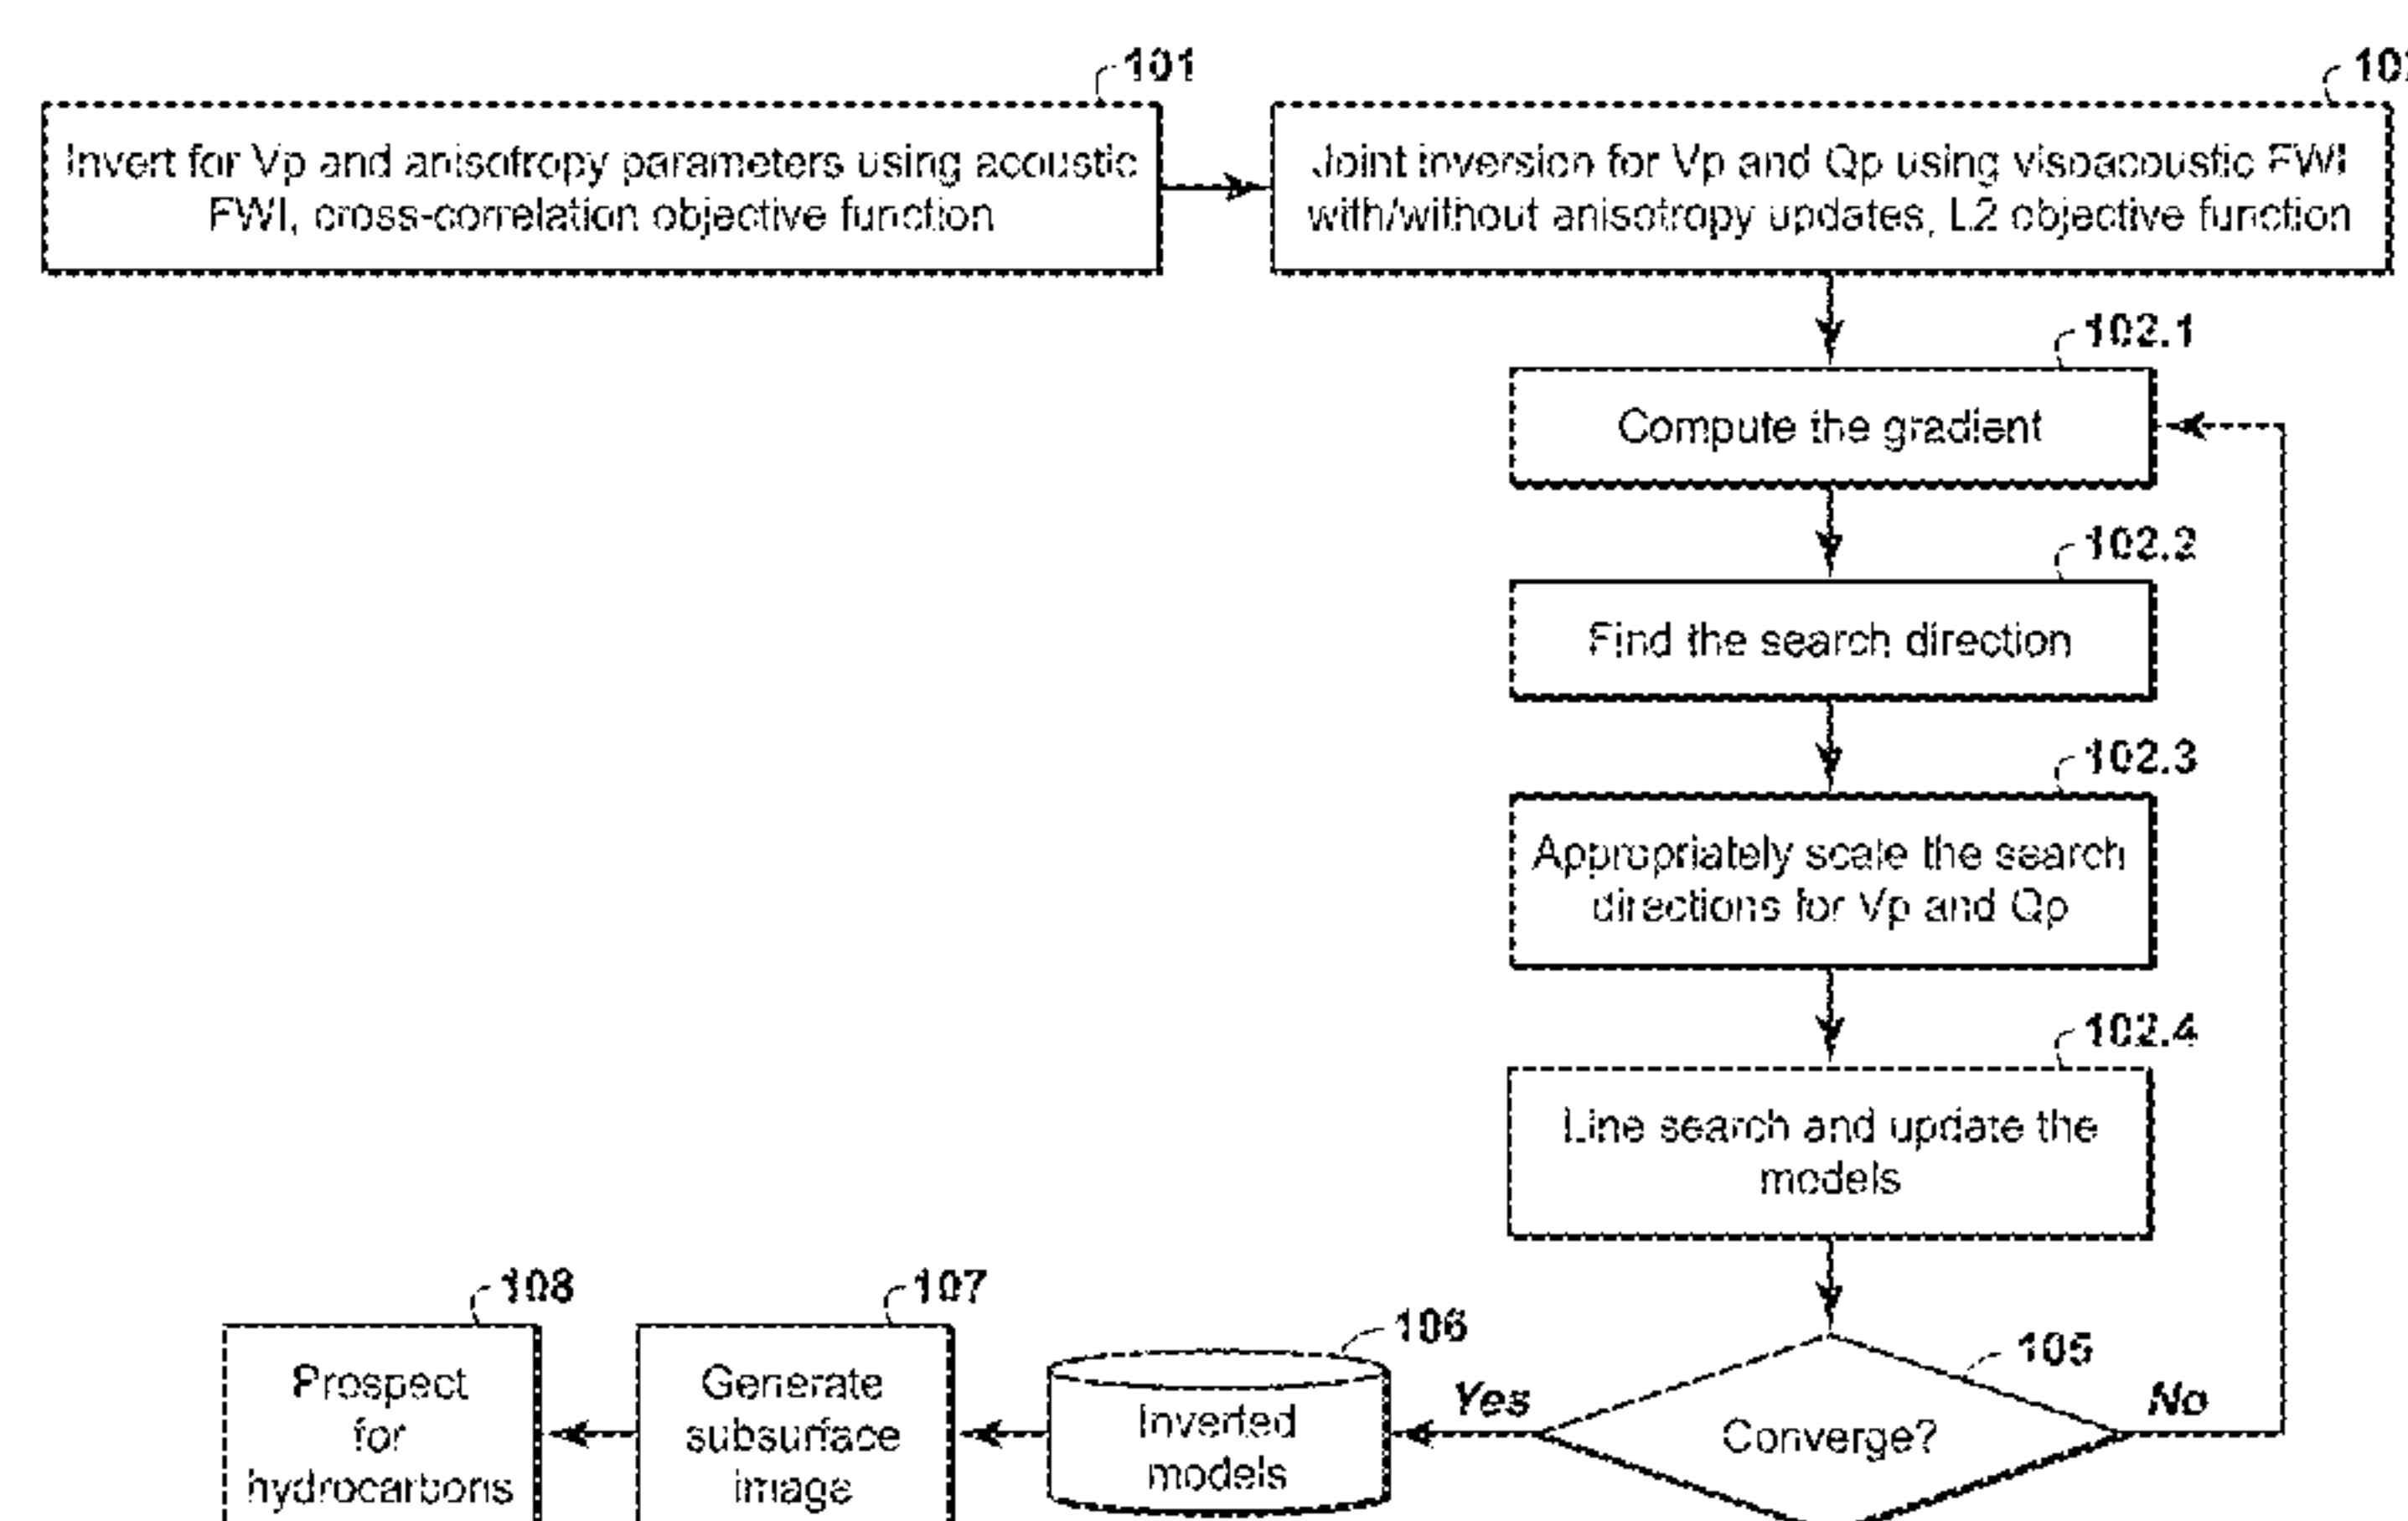 101
Invert for Vp and anisotropy parameters using acoustic
FWI, cross-correlation objective function
Joint inversion for Vp and Qp using visoacoustic FWI
with/without anisotropy updates, L2 objective function
102.1
Compute the gradient
102.2
Find the search direction
102.3
Appropriately scale the search
directions for Vp and Qp
102.4
Line search and update the
models
105
Converge?
No
Yes
106
Inverted
models
107
Generate
subsurface
image
108
Prospect
for
hydrocarbons